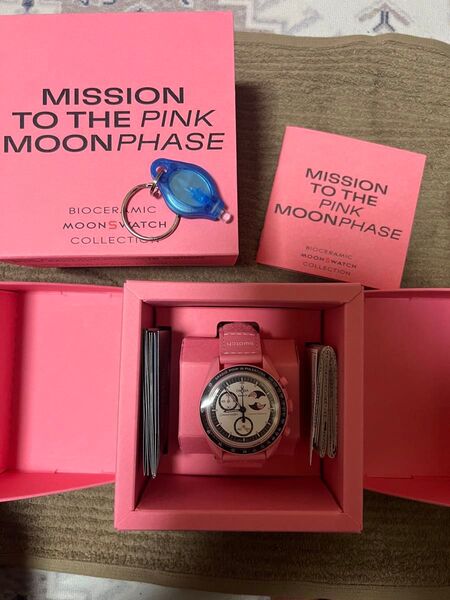 MISSION
TO THE PINK
MOONPHASE
BIOCERAMIC
MOONSWATCH
COLLECTION
MISSION
TO THE
PINK
MOONPHASE
BIOCERAMIC
MOONSWATCH
COLLECTION
swatch